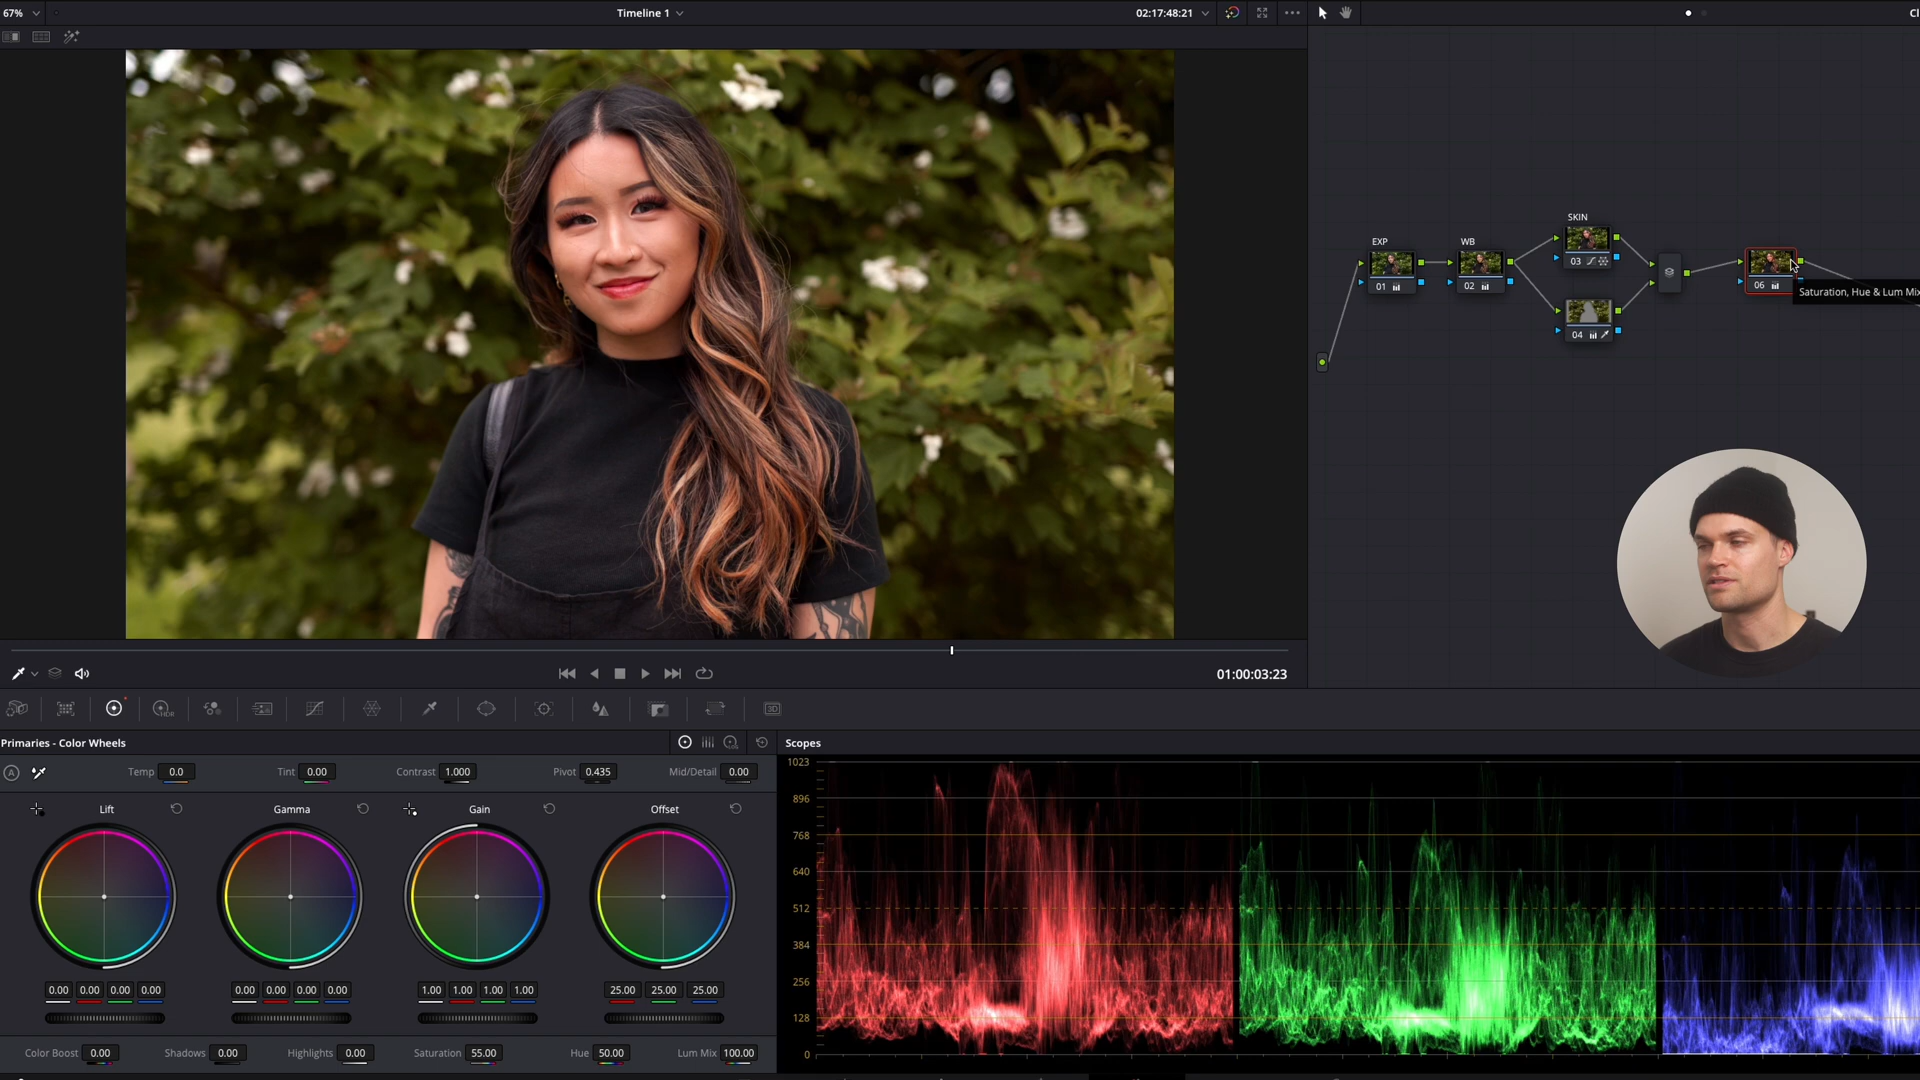 67%
Timeline 1
02:17:48:21
Cl
EXP
WB
SKIN
01
02
03
04
06
Saturation, Hue & Lum Mix
01:00:03:23
HDR
3D
Primaries - Color Wheels
Scopes
A
Temp 0.0
Tint 0.00
Contrast 1.000
Pivot 0.435
Mid/Detail 0.00
Lift
Gamma
Gain
Offset
0.00 0.00 0.00 0.00
0.00 0.00 0.00 0.00
1.00 1.00 1.00 1.00
25.00 25.00 25.00
Color Boost 0.00
Shadows 0.00
Highlights 0.00
Saturation 55.00
Hue 50.00
Lum Mix 100.00
1023
896
768
640
512
384
256
128
0